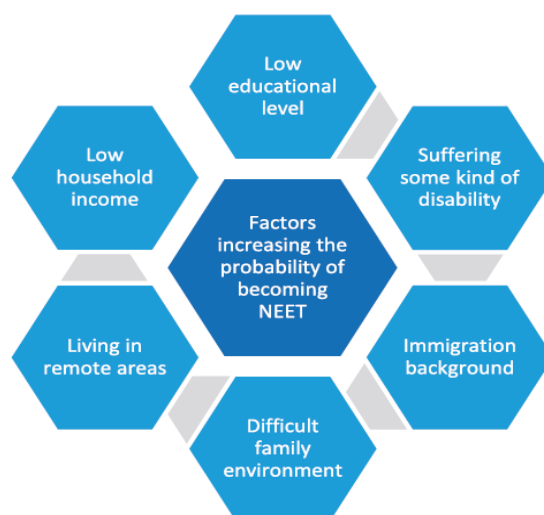 Low
educational
level
Suffering
some kind of
disability
Immigration
background
Difficult
family
environment
Living in
remote areas
Low
household
income
Factors
increasing the
probability of
becoming
NEET